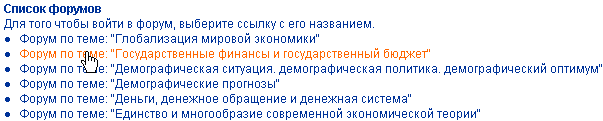 Список форумов
Для того чтобы войти в форум, выберите ссылку с его названием.
● Форум по теме: "Глобализация мировой экономики"
● Форум по теме: "Государственные финансы и государственный бюджет"
● Форум по теме: "Демографическая ситуация. демографическая политика. демографический оптимум"
● Форум по теме: "Демографические прогнозы"
● Форум по теме: "Деньги, денежное обращение и денежная система"
● Форум по теме: "Единство и многообразие современной экономической теории"